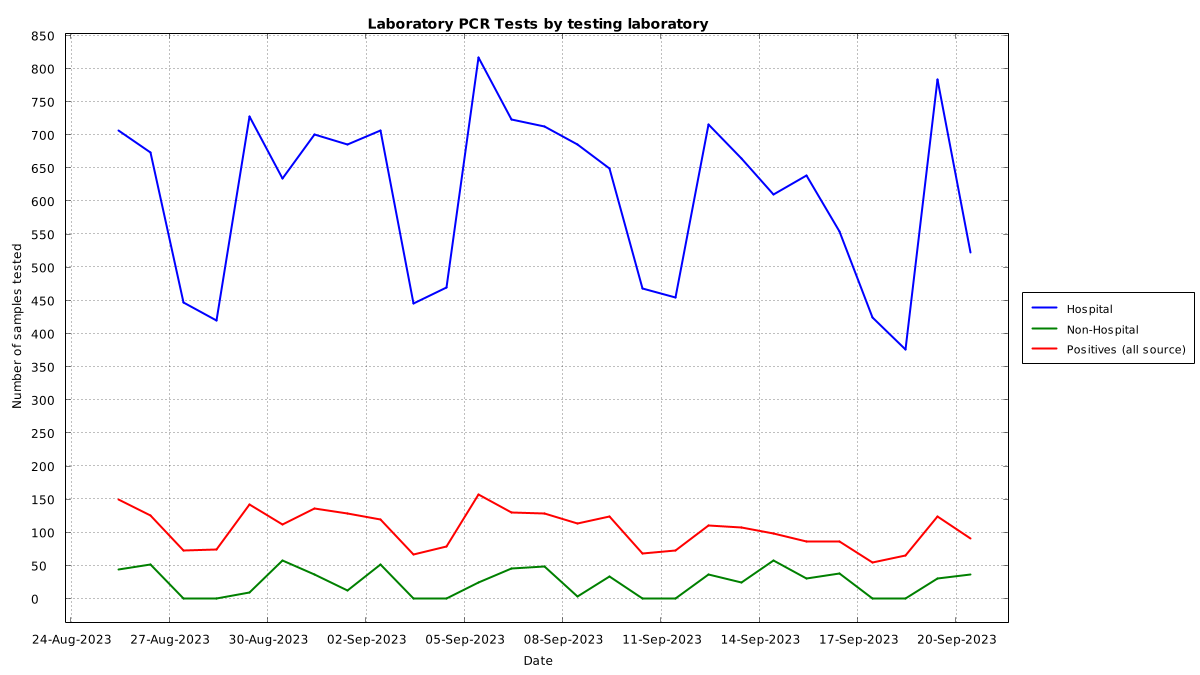 Laboratory PCR Tests by testing laboratory
850
800
750
700
650
600
550
500
450
400
350
300
250
200
150
100
50
0
Number of samples tested
24-Aug-2023 27-Aug-2023 30-Aug-2023 02-Sep-2023 05-Sep-2023 08-Sep-2023 11-Sep-2023 14-Sep-2023 17-Sep-2023 20-Sep-2023
Date
Hospital
Non-Hospital
Positives (all source)